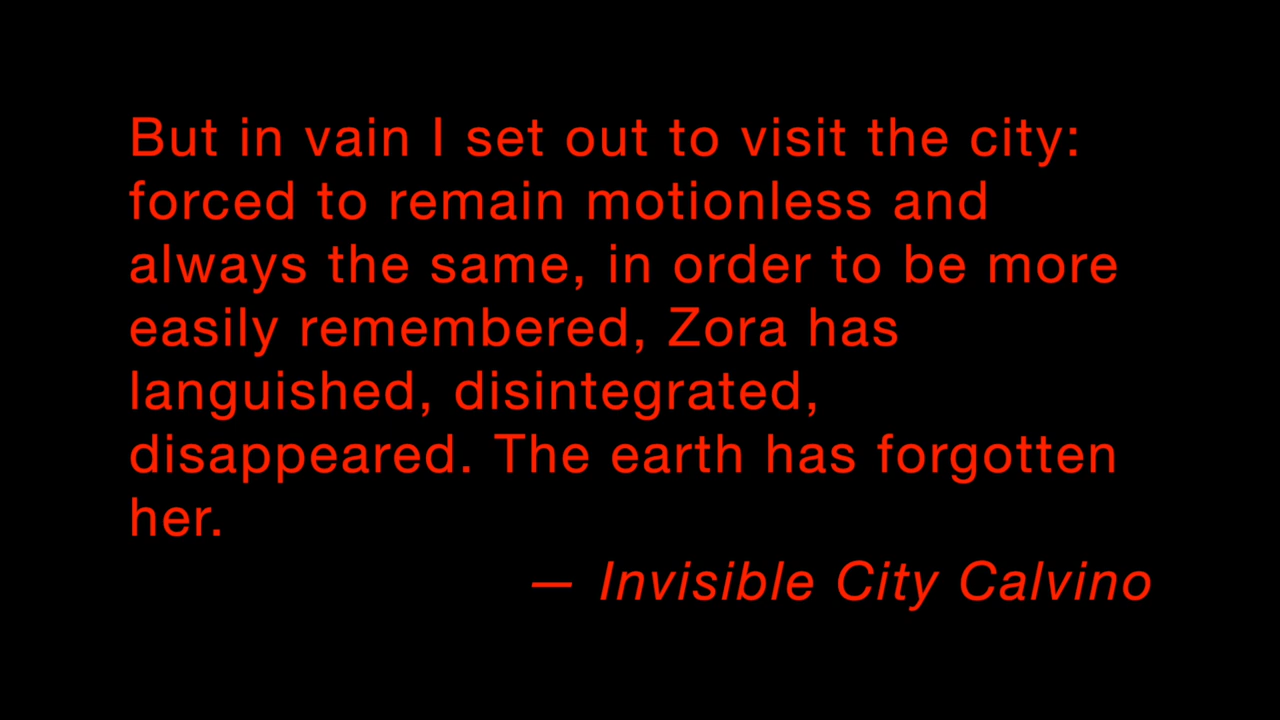 But in vain I set out to visit the city:
forced to remain motionless and
always the same, in order to be more
easily remembered, Zora has
languished, disintegrated,
disappeared. The earth has forgotten
her.
— Invisible City Calvino